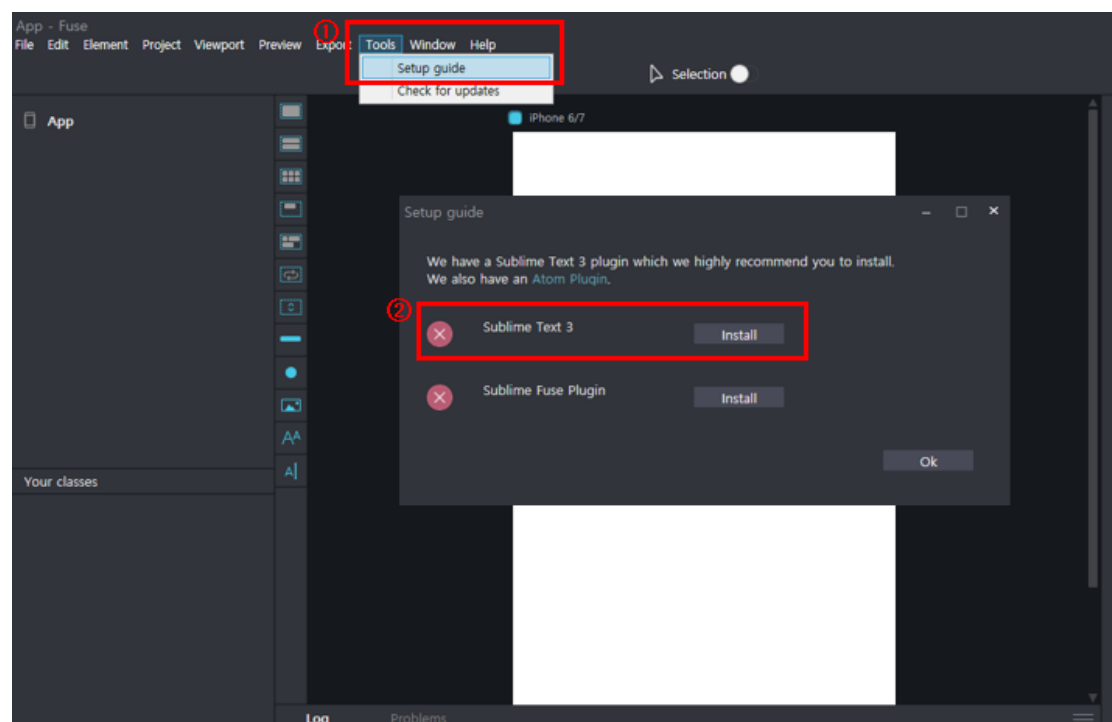 App - Fuse
①
File Edit Element Project Viewport Preview Export Tools Window Help
Setup guide
Check for updates
Selection
App
iPhone 6/7
Setup guide
We have a Sublime Text 3 plugin which we highly recommend you to install.
We also have an Atom Plugin.
②
Sublime Text 3
Install
Sublime Fuse Plugin
Install
Ok
AA
A
Your classes
Log Problems